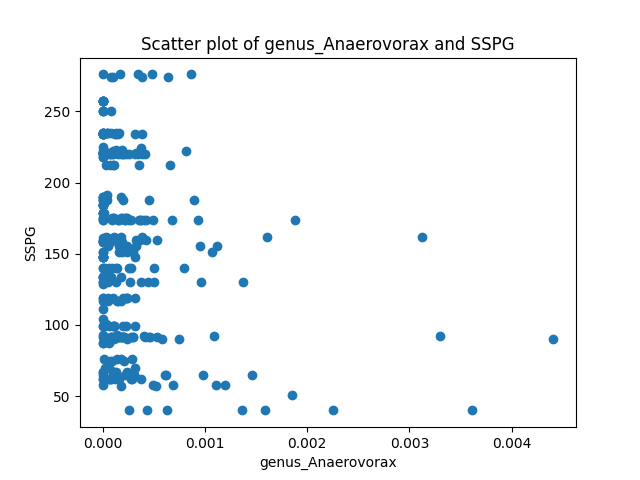 Scatter plot of genus_Anaerovorax and SSPG
250
200
150
100
50
SSPG
0.000 0.001 0.002 0.003 0.004
genus_Anaerovorax